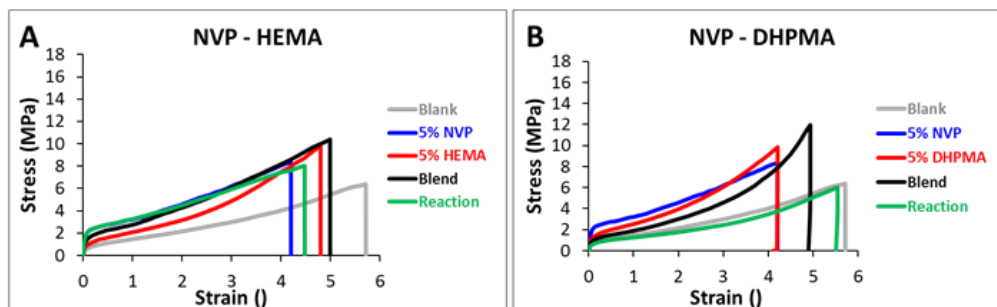 A
NVP - HEMA
Stress (MPa)
18
16
14
12
10
8
6
4
2
0
0 1 2 3 4 5 6
Strain ()
Blank
5% NVP
5% HEMA
Blend
Reaction
B
NVP - DHPMA
Stress (MPa)
18
16
14
12
10
8
6
4
2
0
0 1 2 3 4 5 6
Strain ()
Blank
5% NVP
5% DHPMA
Blend
Reaction